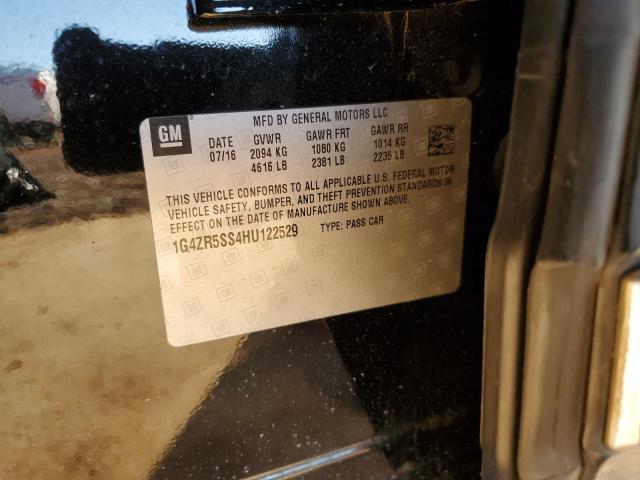 MFD BY GENERAL MOTORS LLC
GM
DATE GVWR GAWR FRT GAWR RR
07/16 2094 KG 1080 KG 1014 KG
4616 LB 2381 LB 2235 LB
THIS VEHICLE CONFORMS TO ALL APPLICABLE U.S. FEDERAL MOTOR
VEHICLE SAFETY, BUMPER, AND THEFT PREVENTION STANDARDS IN
EFFECT ON THE DATE OF MANUFACTURE SHOWN ABOVE.
1G4ZR5SS4HU122529 TYPE: PASS CAR